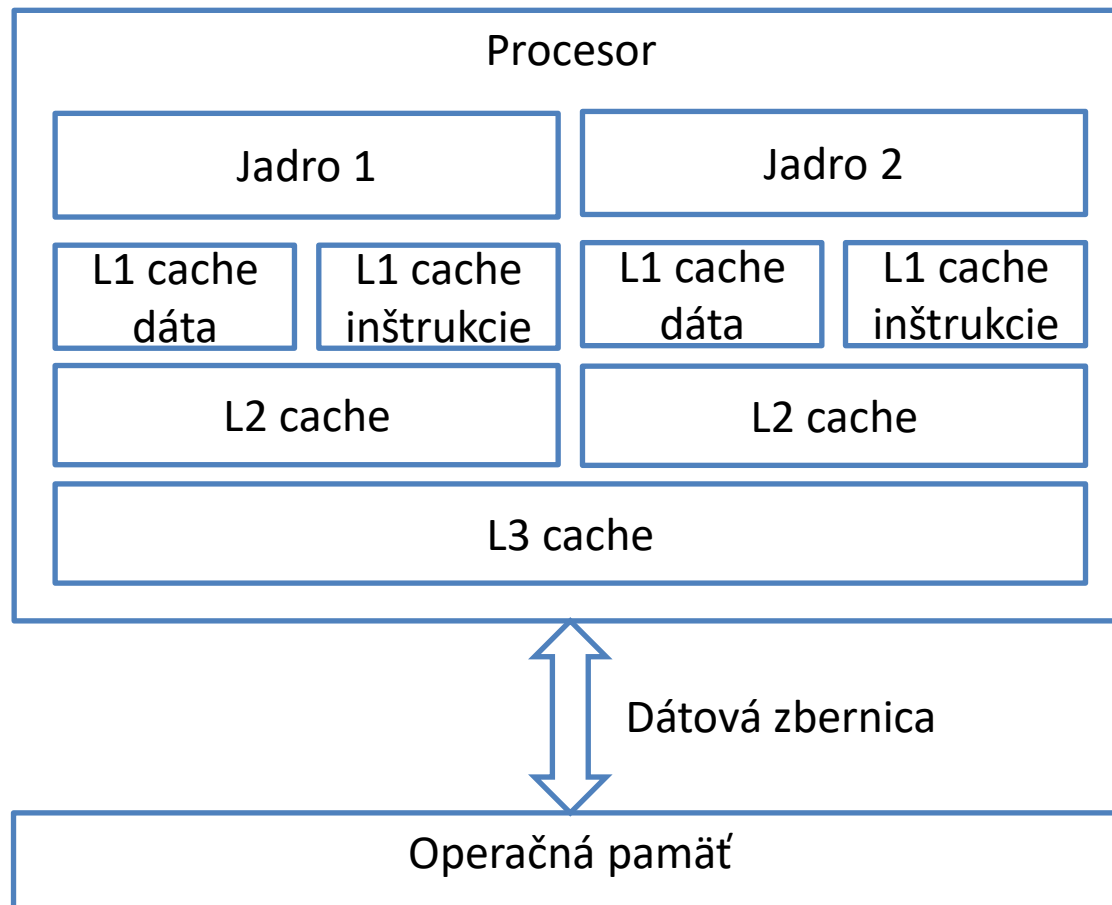 Procesor
Jadro 1
Jadro 2
L1 cache
dáta
L1 cache
inštrukcie
L1 cache
dáta
L1 cache
inštrukcie
L2 cache
L2 cache
L3 cache
Dátová zbernica
Operačná pamäť